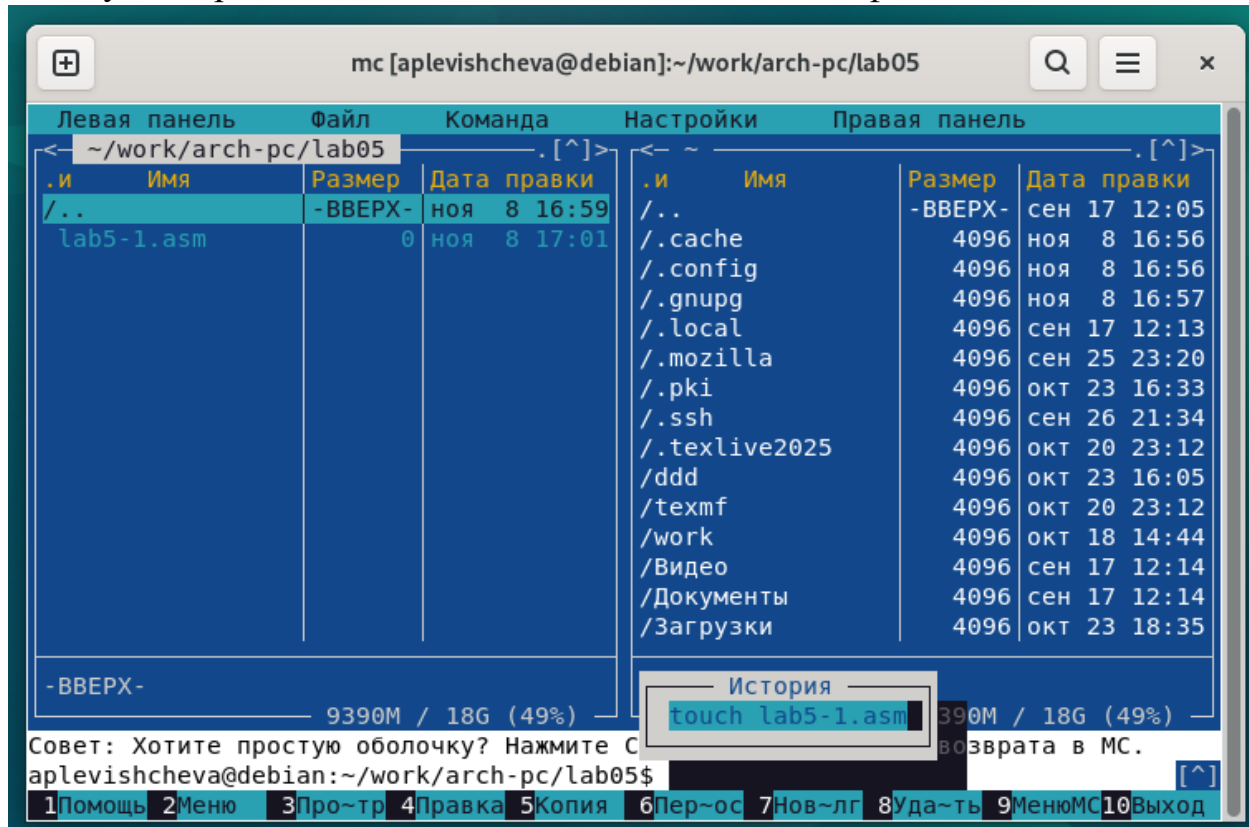 mc [aplevishcheva@debian]:~/work/arch-pc/lab05
Левая панель Файл Команда Настройки Правая панель
<— ~/work/arch-pc/lab05 .[^]> <— ~ .[^]>
.и Имя Размер Дата правки .и Имя Размер Дата правки
/.. -ВВЕРХ- ноя 8 16:59 /.. -ВВЕРХ- сен 17 12:05
lab5-1.asm 0 ноя 8 17:01 /.cache 4096 ноя 8 16:56
/.config 4096 ноя 8 16:56
/.gnupg 4096 ноя 8 16:57
/.local 4096 сен 17 12:13
/.mozilla 4096 сен 25 23:20
/.pki 4096 окт 23 16:33
/.ssh 4096 сен 26 21:34
/.texlive2025 4096 окт 20 23:12
/ddd 4096 окт 23 16:05
/texmf 4096 окт 20 23:12
/work 4096 окт 18 14:44
/Видео 4096 сен 17 12:14
/Документы 4096 сен 17 12:14
/Загрузки 4096 окт 23 18:35
-ВВЕРХ- История
9390M / 18G (49%) touch lab5-1.asm 390M / 18G (49%)
Совет: Хотите простую оболочку? Нажмите C возврата в MC.
aplevishcheva@debian:~/work/arch-pc/lab05$ [^]
1Помощь 2Меню 3Про~тр 4Правка 5Копия 6Пер~ос 7Нов~лг 8Уда~ть 9МенюMC 10Выход